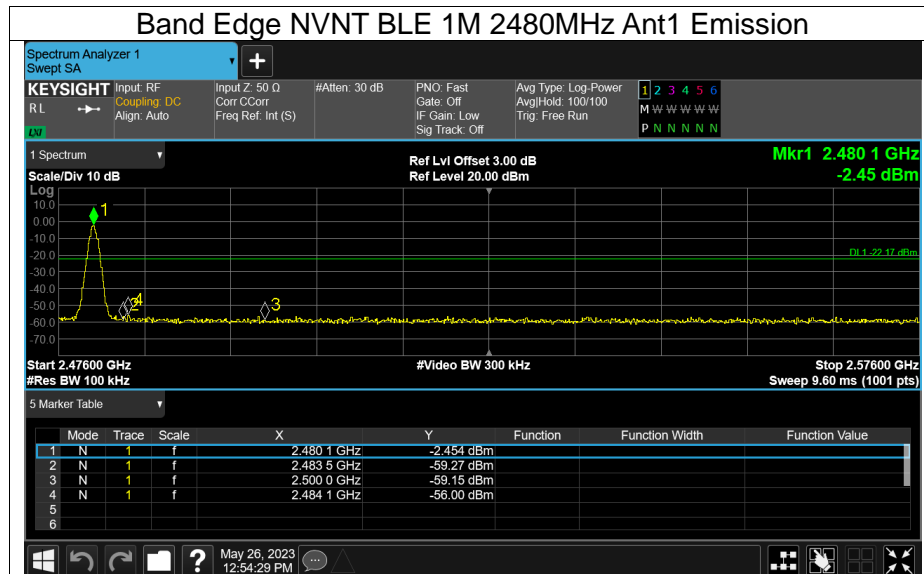 Band Edge NVNT BLE 1M 2480MHz Ant1 Emission
Spectrum Analyzer 1
Swept SA
+
KEYSIGHT Input: RF Input Z: 50 Ω #Atten: 30 dB PNO: Fast Avg Type: Log-Power 1 2 3 4 5 6
RL Coupling: DC Corr CCorr Gate: Off Avg|Hold: 100/100 M W W W W W
Align: Auto Freq Ref: Int (S) IF Gain: Low Trig: Free Run
LXI Sig Track: Off P N N N N N
1 Spectrum Ref Lvl Offset 3.00 dB Mkr1 2.480 1 GHz
Scale/Div 10 dB Ref Level 20.00 dBm -2.45 dBm
Log
10.0
1
0.00
-10.0
-20.0
DL1 -22.17 dBm
-30.0
-40.0
-50.0
2 4 3
-60.0
-70.0
Start 2.47600 GHz #Video BW 300 kHz Stop 2.57600 GHz
#Res BW 100 kHz Sweep 9.60 ms (1001 pts)
5 Marker Table
Mode Trace Scale X Y Function Function Width Function Value
1 N 1 f 2.480 1 GHz -2.454 dBm
2 N 1 f 2.483 5 GHz -59.27 dBm
3 N 1 f 2.500 0 GHz -59.15 dBm
4 N 1 f 2.484 1 GHz -56.00 dBm
5
6
? May 26, 2023
12:54:29 PM